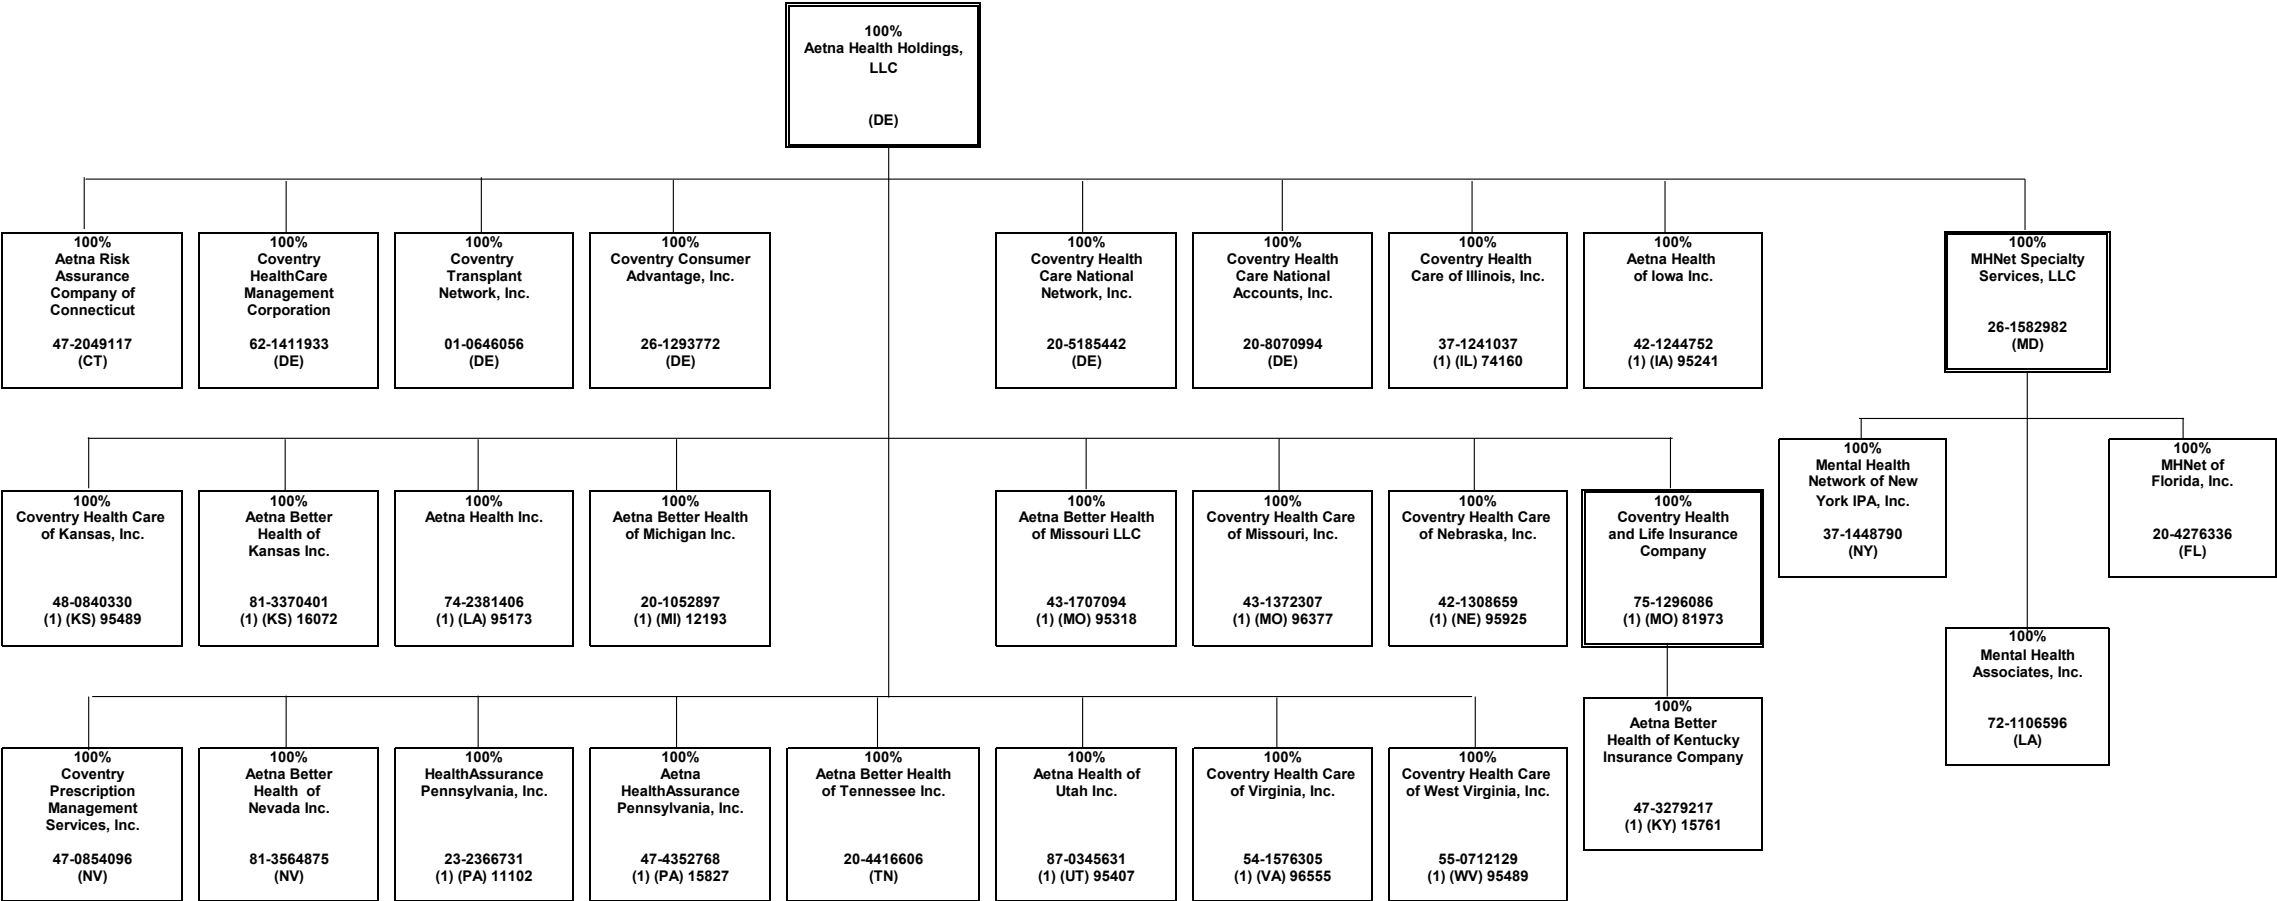 100%
Aetna Health Holdings,
LLC
(DE)
100%
Aetna Risk
Assurance
Company of
Connecticut
47-2049117
(CT)
100%
Coventry
HealthCare
Management
Corporation
62-1411933
(DE)
100%
Coventry
Transplant
Network, Inc.
01-0646056
(DE)
100%
Coventry Consumer
Advantage, Inc.
26-1293772
(DE)
100%
Coventry Health
Care National
Network, Inc.
20-5185442
(DE)
100%
Coventry Health
Care National
Accounts, Inc.
20-8070994
(DE)
100%
Coventry Health
Care of Illinois, Inc.
37-1241037
(1) (IL) 74160
100%
Aetna Health
of Iowa Inc.
42-1244752
(1) (IA) 95241
100%
MHNet Specialty
Services, LLC
26-1582982
(MD)
100%
Mental Health
Network of New
York IPA, Inc.
37-1448790
(NY)
100%
MHNet of
Florida, Inc.
20-4276336
(FL)
100%
Coventry Health Care
of Kansas, Inc.
48-0840330
(1) (KS) 95489
100%
Aetna Better
Health of
Kansas Inc.
81-3370401
(1) (KS) 16072
100%
Aetna Health Inc.
74-2381406
(1) (LA) 95173
100%
Aetna Better Health
of Michigan Inc.
20-1052897
(1) (MI) 12193
100%
Aetna Better Health
of Missouri LLC
43-1707094
(1) (MO) 95318
100%
Coventry Health Care
of Missouri, Inc.
43-1372307
(1) (MO) 96377
100%
Coventry Health Care
of Nebraska, Inc.
42-1308659
(1) (NE) 95925
100%
Coventry Health
and Life Insurance
Company
75-1296086
(1) (MO) 81973
100%
Mental Health
Associates, Inc.
72-1106596
(LA)
100%
Aetna Better
Health of Kentucky
Insurance Company
47-3279217
(1) (KY) 15761
100%
Coventry
Prescription
Management
Services, Inc.
47-0854096
(NV)
100%
Aetna Better
Health of
Nevada Inc.
81-3564875
(NV)
100%
HealthAssurance
Pennsylvania, Inc.
23-2366731
(1) (PA) 11102
100%
Aetna
HealthAssurance
Pennsylvania, Inc.
47-4352768
(1) (PA) 15827
100%
Aetna Better Health
of Tennessee Inc.
20-4416606
(TN)
100%
Aetna Health of
Utah Inc.
87-0345631
(1) (UT) 95407
100%
Coventry Health Care
of Virginia, Inc.
54-1576305
(1) (VA) 96555
100%
Coventry Health Care
of West Virginia, Inc.
55-0712129
(1) (WV) 95489